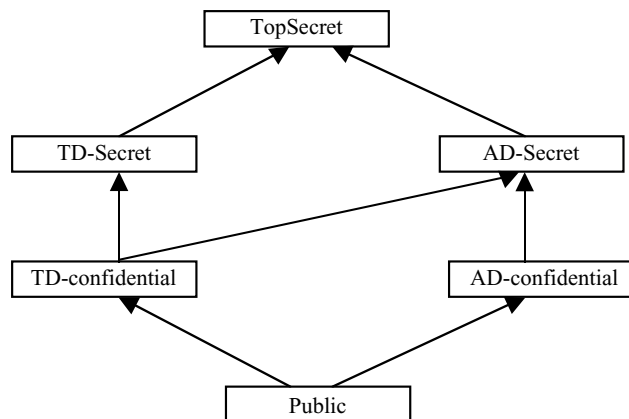 TopSecret
TD-Secret
AD-Secret
TD-confidential
AD-confidential
Public